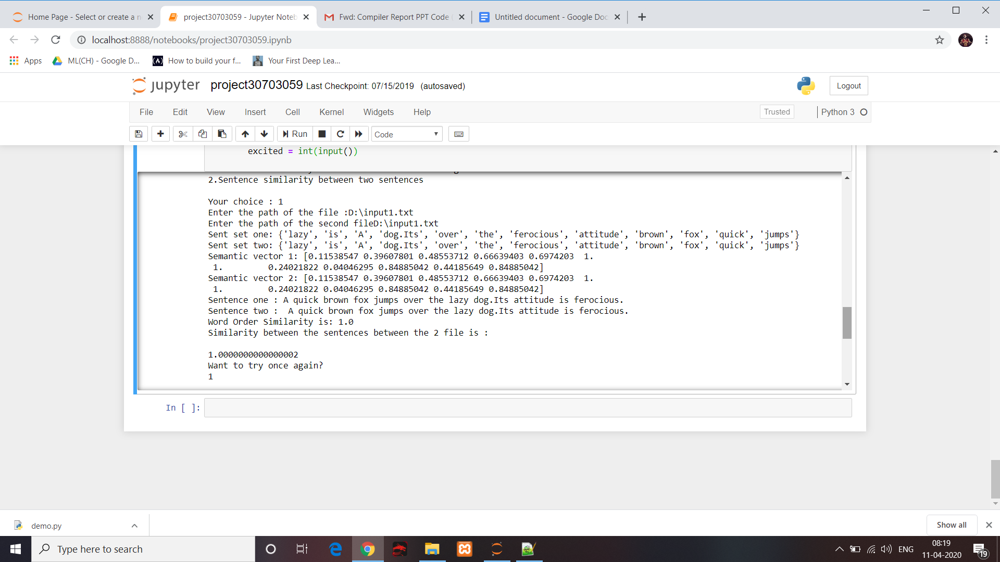 Home Page - Select or create a n
project30703059 - Jupyter Noteb
Fwd: Compiler Report PPT Code (
Untitled document - Google Doc
localhost:8888/notebooks/project30703059.ipynb
Apps
ML(CH) - Google D...
How to build your f...
Your First Deep Lea...
jupyter
project30703059 Last Checkpoint: 07/15/2019 (autosaved)
Logout
File Edit View Insert Cell Kernel Widgets Help
Trusted
Python 3
Run
Code
excited = int(input())
2.Sentence similarity between two sentences
Your choice : 1
Enter the path of the file :D:\input1.txt
Enter the path of the second fileD:\input1.txt
Sent set one: {'lazy', 'is', 'A', 'dog.Its', 'over', 'the', 'ferocious', 'attitude', 'brown', 'fox', 'quick', 'jumps'}
Sent set two: {'lazy', 'is', 'A', 'dog.Its', 'over', 'the', 'ferocious', 'attitude', 'brown', 'fox', 'quick', 'jumps'}
Semantic vector 1: [0.11538547 0.39607801 0.48553712 0.66639403 0.6974203  1.
 1.         0.24021822 0.04046295 0.84885042 0.44185649 0.84885042]
Semantic vector 2: [0.11538547 0.39607801 0.48553712 0.66639403 0.6974203  1.
 1.         0.24021822 0.04046295 0.84885042 0.44185649 0.84885042]
Sentence one : A quick brown fox jumps over the lazy dog.Its attitude is ferocious.
Sentence two :  A quick brown fox jumps over the lazy dog.Its attitude is ferocious.
Word Order Similarity is: 1.0
Similarity between the sentences between the 2 file is :
1.0000000000000002
Want to try once again?
1
In [ ]:
demo.py
Show all
Type here to search
ENG
08:19
11-04-2020
19